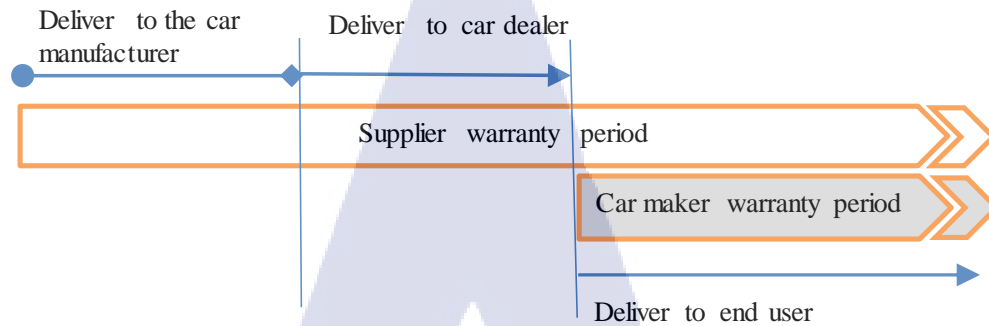 Deliver to the car
manufacturer
Deliver to car dealer
Supplier warranty period
Car maker warranty period
Deliver to end user